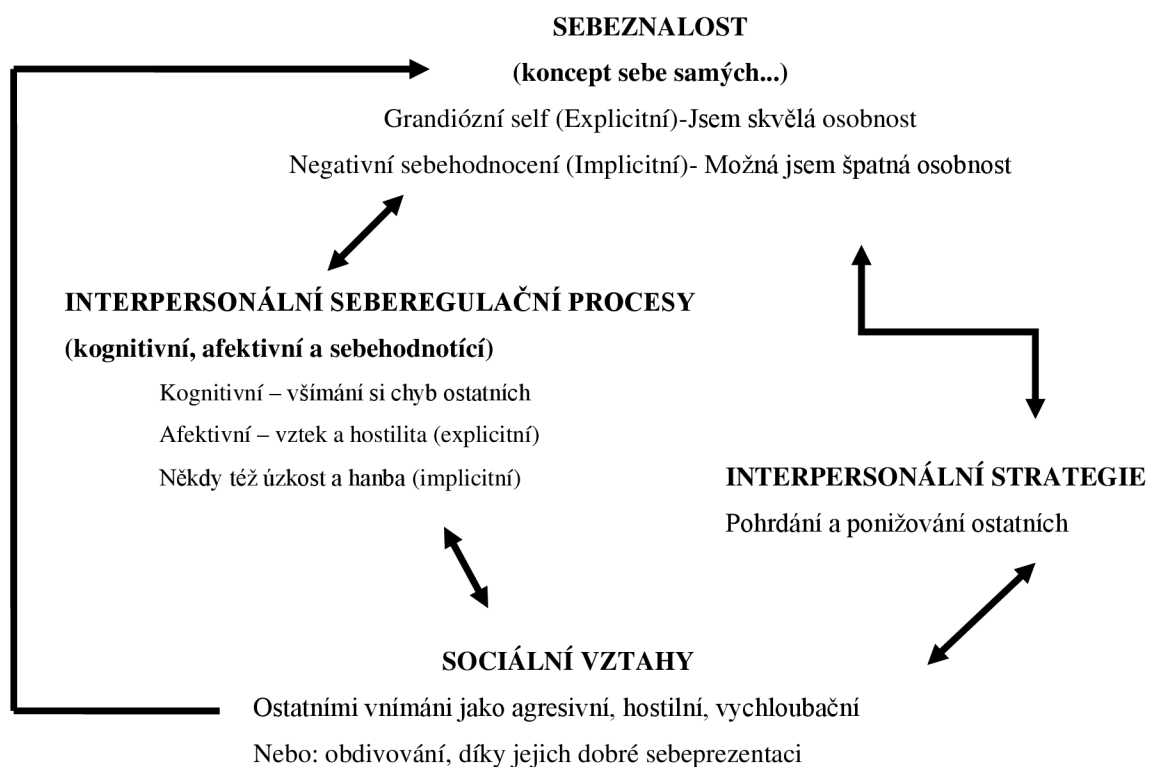 SEBEZNALOST
(koncept sebe samých...)
Grandiózní self (Explicitní)-Jsem skvělá osobnost
Negativní sebehodnocení (Implicitní)- Možná jsem špatná osobnost
INTERPERSONÁLNÍ SEBEREGULAČNÍ PROCESY
(kognitivní, afektivní a sebehodnotící)
Kognitivní – všímání si chyb ostatních
Afektivní – vztek a hostilita (explicitní)
Někdy též úzkost a hanba (implicitní)
INTERPERSONÁLNÍ STRATEGIE
Pohrdání a ponižování ostatních
SOCIÁLNÍ VZTAHY
Ostatními vnímáni jako agresivní, hostilní, vychloubační
Nebo: obdivování, díky jejich dobré sebeprezentaci